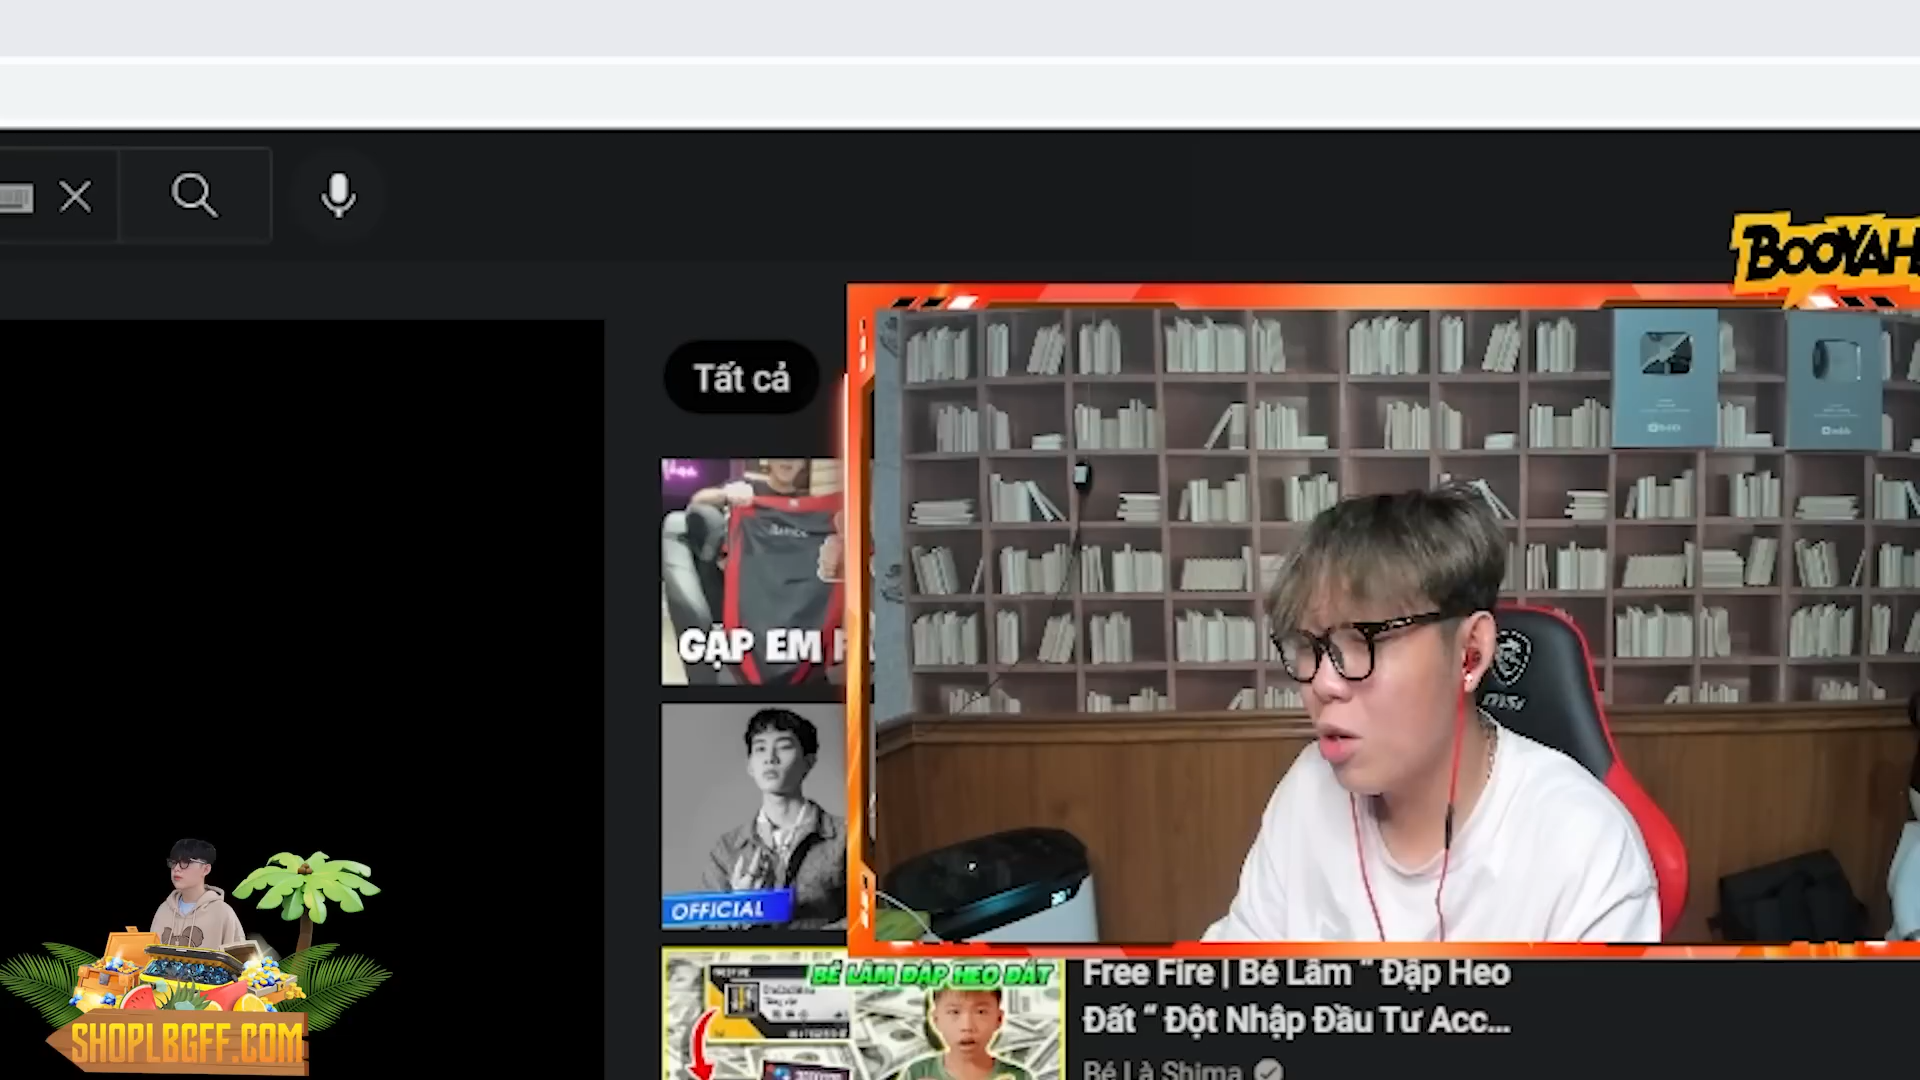 BOOYAH
Tất cả
GẶP EM
msi
OFFICIAL
BÉ LÂM ĐẬP HEO ĐẤT
Free Fire | Bé Lâm “ Đập Heo
Đất “ Đột Nhập Đầu Tư Acc...
Bé Là Shima
SHOPLBGFF.COM